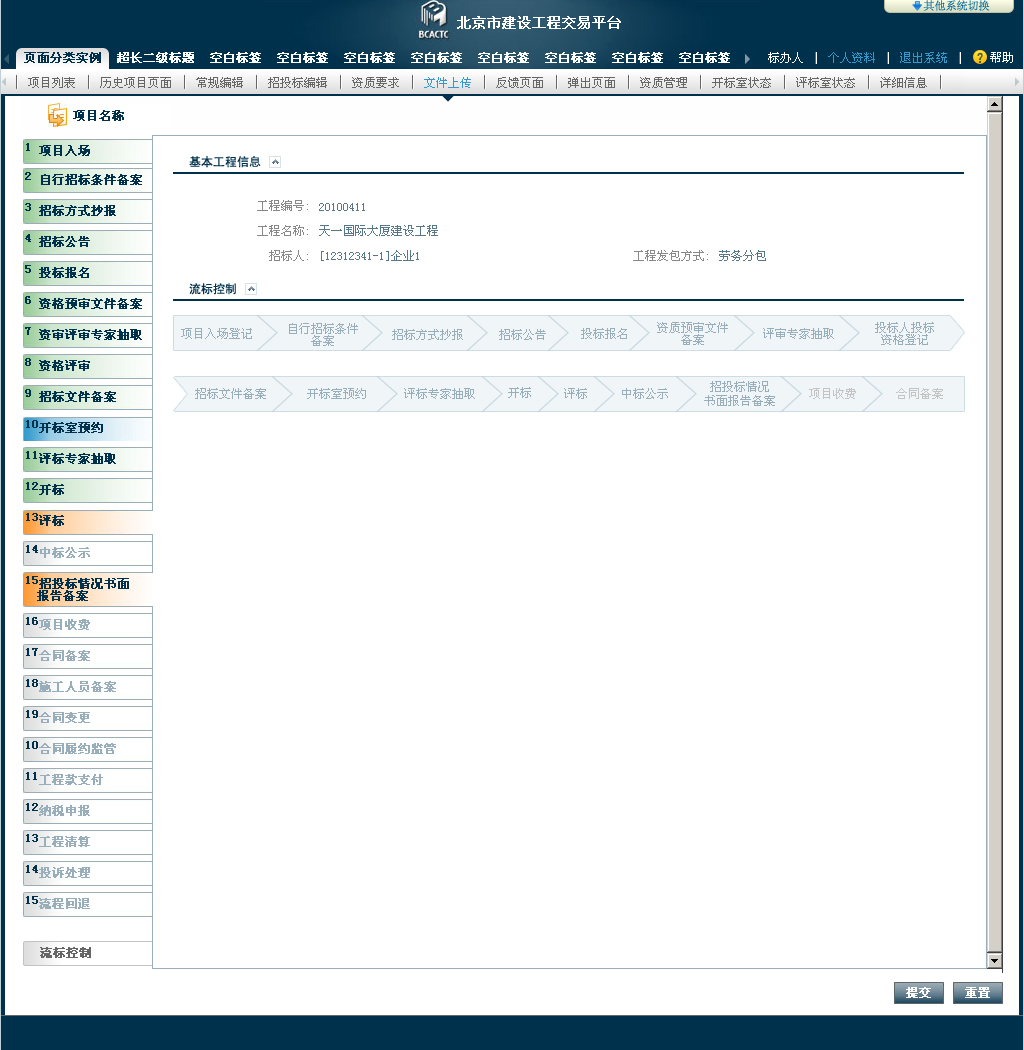 其他系统切换
BCACTC
北京市建设工程交易平台
页面分类实例 超长二级标题 空白标签 空白标签 空白标签 空白标签 空白标签 空白标签 空白标签 空白标签 标办人 | 个人资料 | 退出系统 | ? 帮助
项目列表 | 历史项目页面 | 常规编辑 | 招投标编辑 | 资质要求 | 文件上传 | 反馈页面 | 弹出页面 | 资质管理 | 开标室状态 | 评标室状态 | 详细信息
项目名称
1 项目入场
2 自行招标条件备案
3 招标方式抄报
4 招标公告
5 投标报名
6 资格预审文件备案
7 资审评审专家抽取
8 资格评审
9 招标文件备案
10 开标室预约
11 评标专家抽取
12 开标
13 评标
14 中标公示
15 招投标情况书面
报告备案
16 项目收费
17 合同备案
18 施工人员备案
19 合同变更
10 合同履约监管
11 工程款支付
12 纳税申报
13 工程清算
14 投诉处理
15 流程回退
流标控制
基本工程信息
工程编号： 20100411
工程名称： 天一国际大厦建设工程
招标人： [12312341-1]企业1 工程发包方式： 劳务分包
流标控制
项目入场登记
自行招标条件
备案
招标方式抄报
招标公告
投标报名
资质预审文件
备案
评审专家抽取
投标人投标
资格登记
招标文件备案
开标室预约
评标专家抽取
开标
评标
中标公示
招投标情况
书面报告备案
项目收费
合同备案
提交 重置